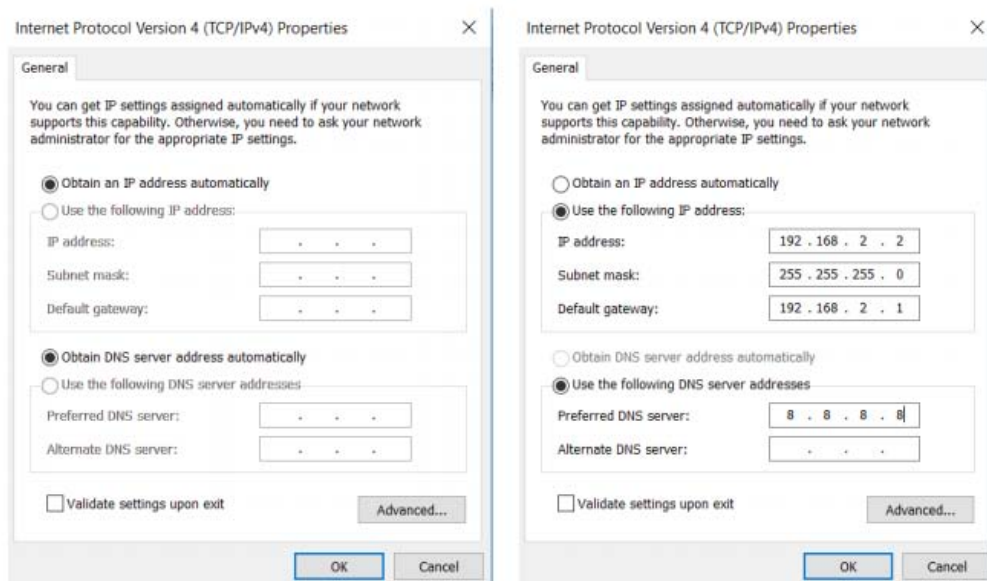 Internet Protocol Version 4 (TCP/IPv4) Properties
General
You can get IP settings assigned automatically if your network
supports this capability. Otherwise, you need to ask your network
administrator for the appropriate IP settings.
Obtain an IP address automatically
Use the following IP address:
IP address:
Subnet mask:
Default gateway:
Obtain DNS server address automatically
Use the following DNS server addresses
Preferred DNS server:
Alternate DNS server:
Validate settings upon exit
Advanced...
OK Cancel
Internet Protocol Version 4 (TCP/IPv4) Properties
General
You can get IP settings assigned automatically if your network
supports this capability. Otherwise, you need to ask your network
administrator for the appropriate IP settings.
Obtain an IP address automatically
Use the following IP address:
IP address: 192 . 168 . 2 . 2
Subnet mask: 255 . 255 . 255 . 0
Default gateway: 192 . 168 . 2 . 1
Obtain DNS server address automatically
Use the following DNS server addresses
Preferred DNS server: 8 . 8 . 8 . 8
Alternate DNS server:
Validate settings upon exit
Advanced...
OK Cancel